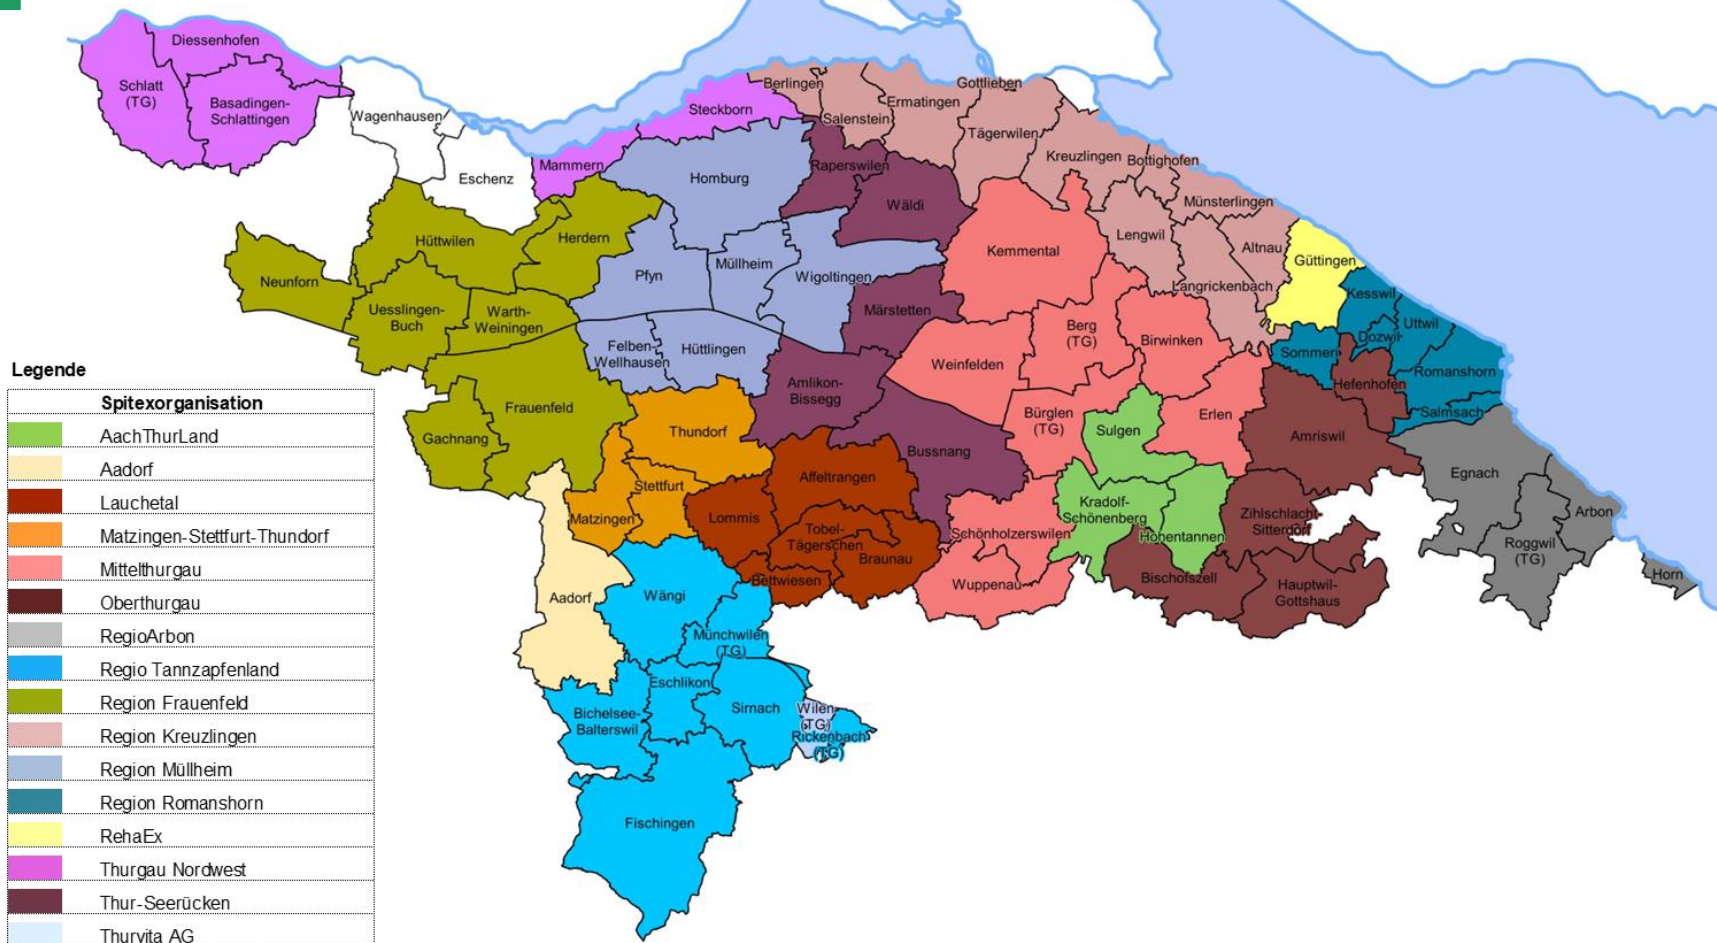 Diessenhofen
Schlatt
(TG)
Basadingen-
Schlattingen
Wagenhausen
Eschenz
Mammern
Steckborn
Berlingen
Salenstein
Ermatingen
Gottlieben
Tägerwilen
Kreuzlingen
Bottighofen
Münsterlingen
Raperswilen
Homburg
Wäldi
Hüttwilen
Herdern
Neunforn
Uesslingen-
Buch
Warth-
Weiningen
Pfyn
Müllheim
Wigoltingen
Märstetten
Kemmental
Lengwil
Altnau
Langrickenbach
Güttingen
Kesswil
Uttwil
Dozwil
Sommeri
Romanshorn
Hefenhofen
Salmsach
Felben-
Wellhausen
Hüttlingen
Amlikon-
Bissegg
Weinfelden
Berg
(TG)
Birwinken
Bürglen
(TG)
Sulgen
Erlen
Amriswil
Egnach
Arbon
Roggwil
(TG)
Horn
Frauenfeld
Gachnang
Thundorf
Stettfurt
Matzingen
Lommis
Affeltrangen
Tobel-
Tägerschen
Braunau
Bettwiesen
Bussnang
Schönholzerswilen
Wuppenau
Kradolf-
Schönenberg
Hohentannen
Zihlschlacht-
Sitterdorf
Bischofszell
Hauptwil-
Gottshaus
Aadorf
Wängi
Münchwilen
(TG)
Eschlikon
Sirnach
Bichelsee-
Balterswil
Wilen
(TG)
Rickenbach
(TG)
Fischingen
Legende
Spitexorganisation
AachThurLand
Aadorf
Lauchetal
Matzingen-Stettfurt-Thundorf
Mittelthurgau
Oberthurgau
RegioArbon
Regio Tannzapfenland
Region Frauenfeld
Region Kreuzlingen
Region Müllheim
Region Romanshorn
RehaEx
Thurgau Nordwest
Thur-Seerücken
Thurvita AG